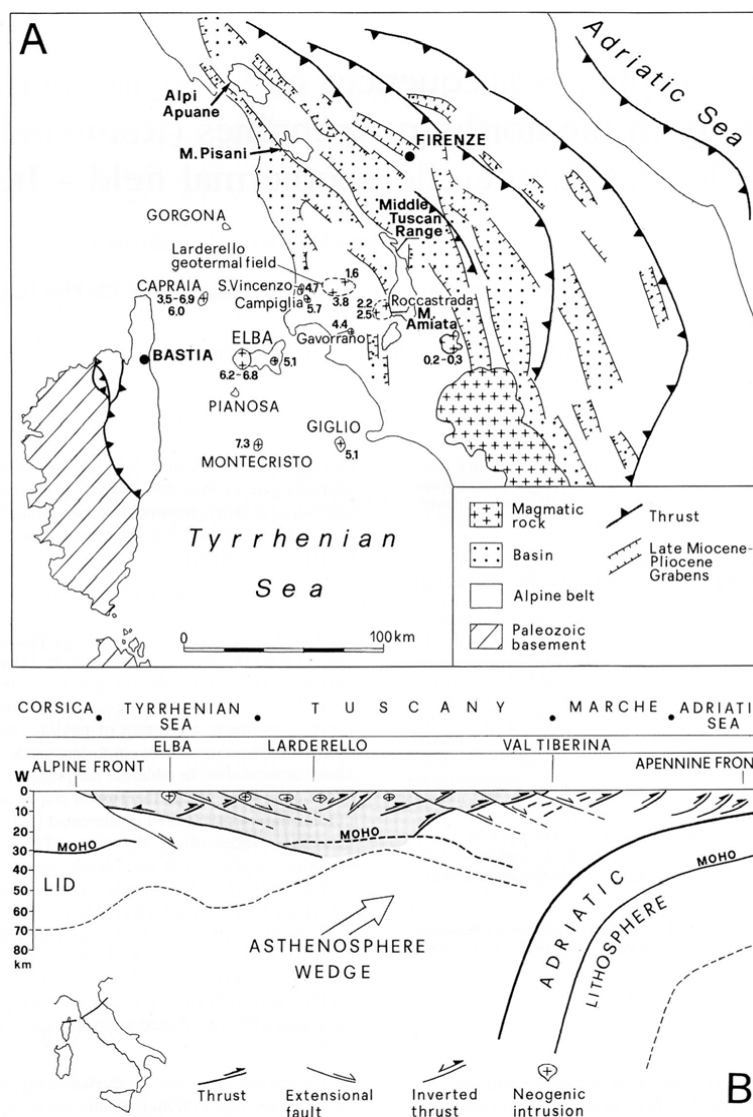 A
Adriatic Sea
Alpi
Apuane
M. Pisani
FIRENZE
GORGONA
Middle
Tuscan
Range
Larderello
geotermal field
1.6
CAPRAIA
3.5-6.9
6.0
S.Vincenzo
4.7
Campiglia
5.7
3.8
2.2
2.5
Roccastrada
M.
Amiata
0.2-0.3
4.4
Gavorrano
ELBA
5.1
6.2-6.8
BASTIA
PIANOSA
GIGLIO
5.1
7.3
MONTECRISTO
Tyrrhenian
Sea
0
100 km
Magmatic
rock
Basin
Alpine belt
Paleozoic
basement
Thrust
Late Miocene-
Pliocene
Grabens
CORSICA
TYRRHENIAN
SEA
TUSCANY
MARCHE
ADRIATI
SEA
ELBA
LARDERELLO
VAL TIBERINA
ALPINE FRONT
APENNINE FRON
W
0
10
20
30
40
50
60
70
80
km
MOHO
MOHO
MOHO
LID
ASTHENOSPHERE
WEDGE
ADRIATIC
LITHOSPHERE
Thrust
Extensional
fault
Inverted
thrust
Neogenic
intrusion
B